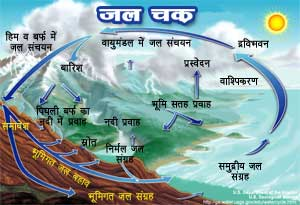 जल चक्र
हिम व बर्फ में
जल संचयन
वायुमंडल में जल संचयन
द्रविभवन
बारिश
प्रस्वेदन
वाश्पिकरण
पिघली बर्फ का
नदी में प्रवाह
भूमि सतह प्रवाह
समावेश
नदी प्रवाह
स्रोत
निर्मल जल
संग्रह
भूमिगत जल बहाव
समुद्रीय जल
संग्रह
भूमिगत जल संग्रह
U.S. Department of the Interior
U.S. Geological Survey